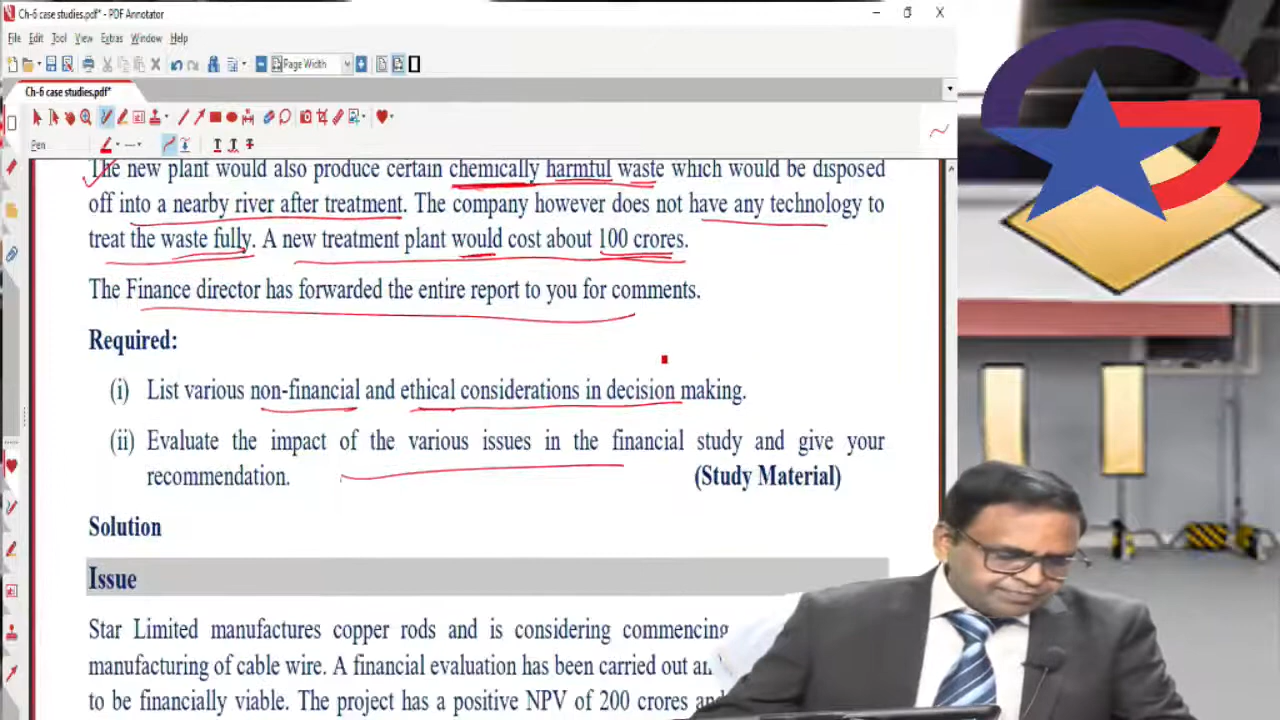 Ch-6 case studies.pdf* - PDF Annotator
File Edit Tool View Extras Window Help
Page Width
Ch-6 case studies.pdf*
Pen
The new plant would also produce certain chemically harmful waste which would be disposed
off into a nearby river after treatment. The company however does not have any technology to
treat the waste fully. A new treatment plant would cost about 100 crores.
The Finance director has forwarded the entire report to you for comments.
Required:
(i) List various non-financial and ethical considerations in decision making.
(ii) Evaluate the impact of the various issues in the financial study and give your
recommendation. (Study Material)
Solution
Issue
Star Limited manufactures copper rods and is considering commencing
manufacturing of cable wire. A financial evaluation has been carried out
to be financially viable. The project has a positive NPV of 200 crores